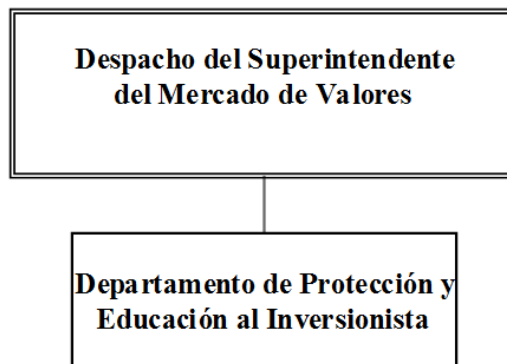 Despacho del Superintendente
del Mercado de Valores
Departamento de Protección y
Educación al Inversionista